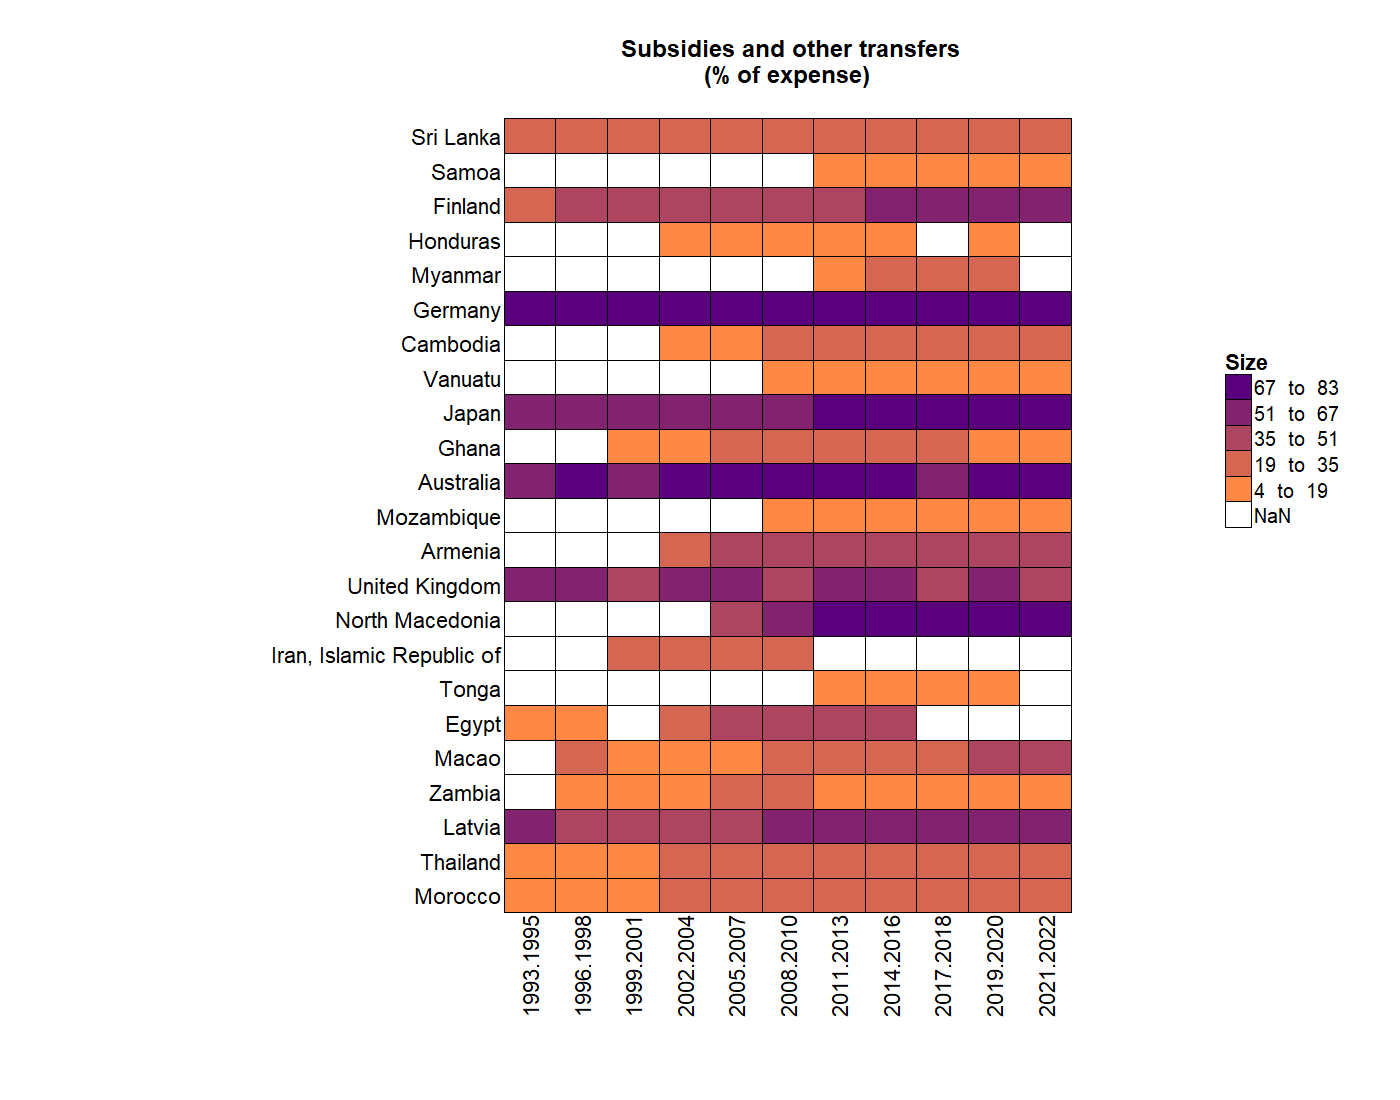 Subsidies and other transfers
(% of expense)
Sri Lanka
Samoa
Finland
Honduras
Myanmar
Germany
Cambodia
Vanuatu
Japan
Ghana
Australia
Mozambique
Armenia
United Kingdom
North Macedonia
Iran, Islamic Republic of
Tonga
Egypt
Macao
Zambia
Latvia
Thailand
Morocco
1993.1995
1996.1998
1999.2001
2002.2004
2005.2007
2008.2010
2011.2013
2014.2016
2017.2018
2019.2020
2021.2022
Size
67 to 83
51 to 67
35 to 51
19 to 35
4 to 19
NaN